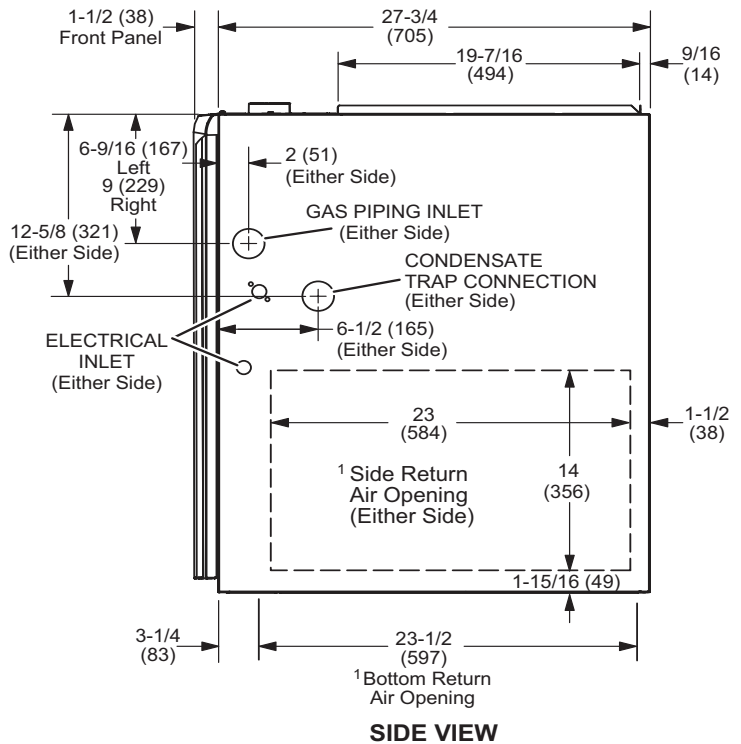 1-1/2 (38)
Front Panel
27-3/4
(705)
19-7/16
(494)
9/16
(14)
6-9/16 (167)
Left
9 (229)
Right
2 (51)
(Either Side)
GAS PIPING INLET
(Either Side)
12-5/8 (321)
(Either Side)
CONDENSATE
TRAP CONNECTION
(Either Side)
6-1/2 (165)
(Either Side)
ELECTRICAL
INLET
(Either Side)
23
(584)
1-1/2
(38)
1 Side Return
Air Opening
(Either Side)
14
(356)
1-15/16 (49)
3-1/4
(83)
23-1/2
(597)
1 Bottom Return
Air Opening
SIDE VIEW